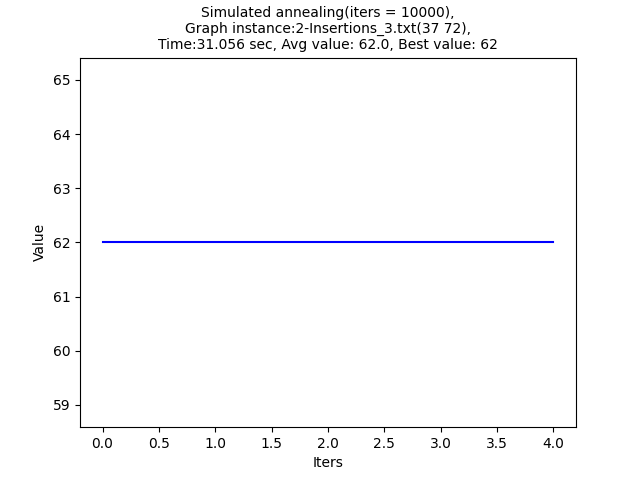 Simulated annealing(iters = 10000),
Graph instance:2-Insertions_3.txt(37 72),
Time:31.056 sec, Avg value: 62.0, Best value: 62
65
64
63
62
61
60
59
Value
0.0 0.5 1.0 1.5 2.0 2.5 3.0 3.5 4.0
Iters